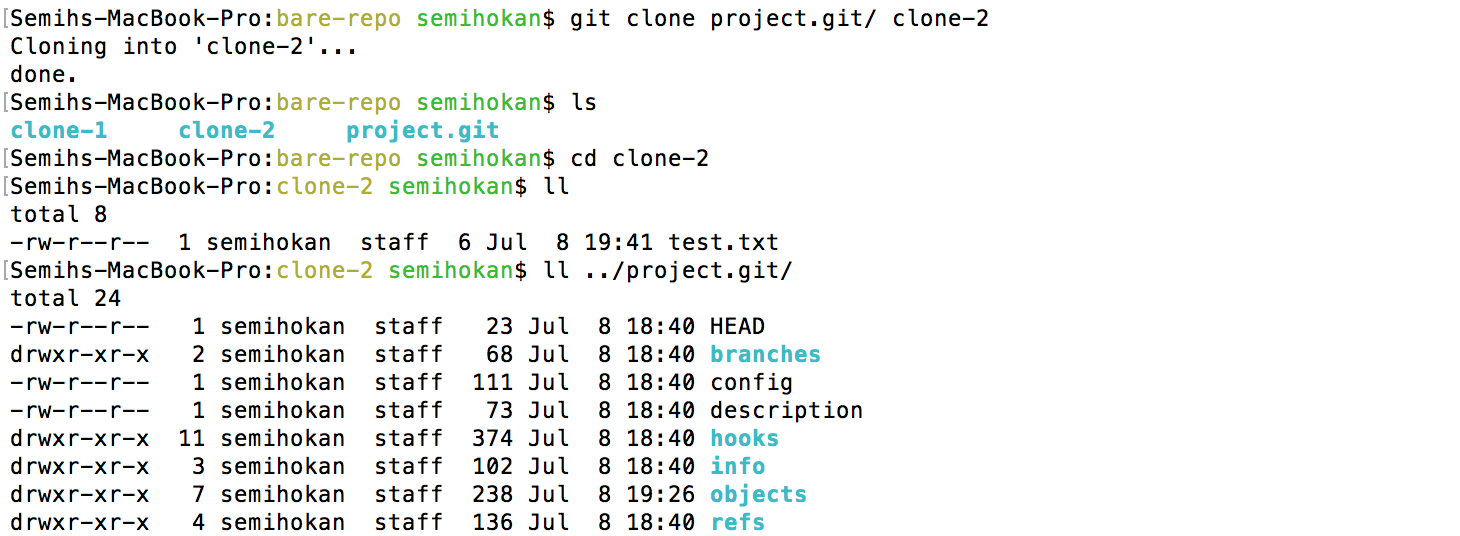 [Semihs-MacBook-Pro:bare-repo semihokan$ git clone project.git/ clone-2
Cloning into 'clone-2'...
done.
[Semihs-MacBook-Pro:bare-repo semihokan$ ls
clone-1     clone-2     project.git
[Semihs-MacBook-Pro:bare-repo semihokan$ cd clone-2
[Semihs-MacBook-Pro:clone-2 semihokan$ ll
total 8
-rw-r--r--  1 semihokan  staff  6 Jul  8 19:41 test.txt
[Semihs-MacBook-Pro:clone-2 semihokan$ ll ../project.git/
total 24
-rw-r--r--   1 semihokan  staff   23 Jul  8 18:40 HEAD
drwxr-xr-x   2 semihokan  staff   68 Jul  8 18:40 branches
-rw-r--r--   1 semihokan  staff  111 Jul  8 18:40 config
-rw-r--r--   1 semihokan  staff   73 Jul  8 18:40 description
drwxr-xr-x  11 semihokan  staff  374 Jul  8 18:40 hooks
drwxr-xr-x   3 semihokan  staff  102 Jul  8 18:40 info
drwxr-xr-x   7 semihokan  staff  238 Jul  8 19:26 objects
drwxr-xr-x   4 semihokan  staff  136 Jul  8 18:40 refs